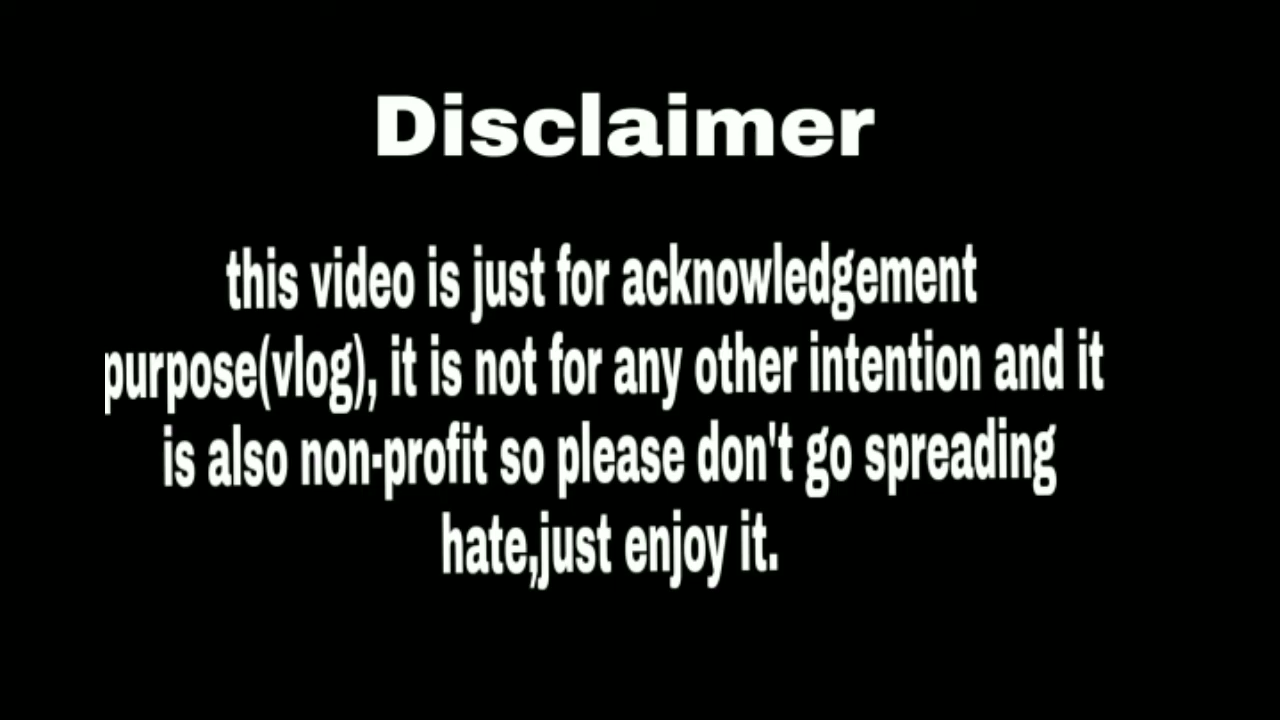 Disclaimer
this video is just for acknowledgement
purpose(vlog), it is not for any other intention and it
is also non-profit so please don't go spreading
hate,just enjoy it.